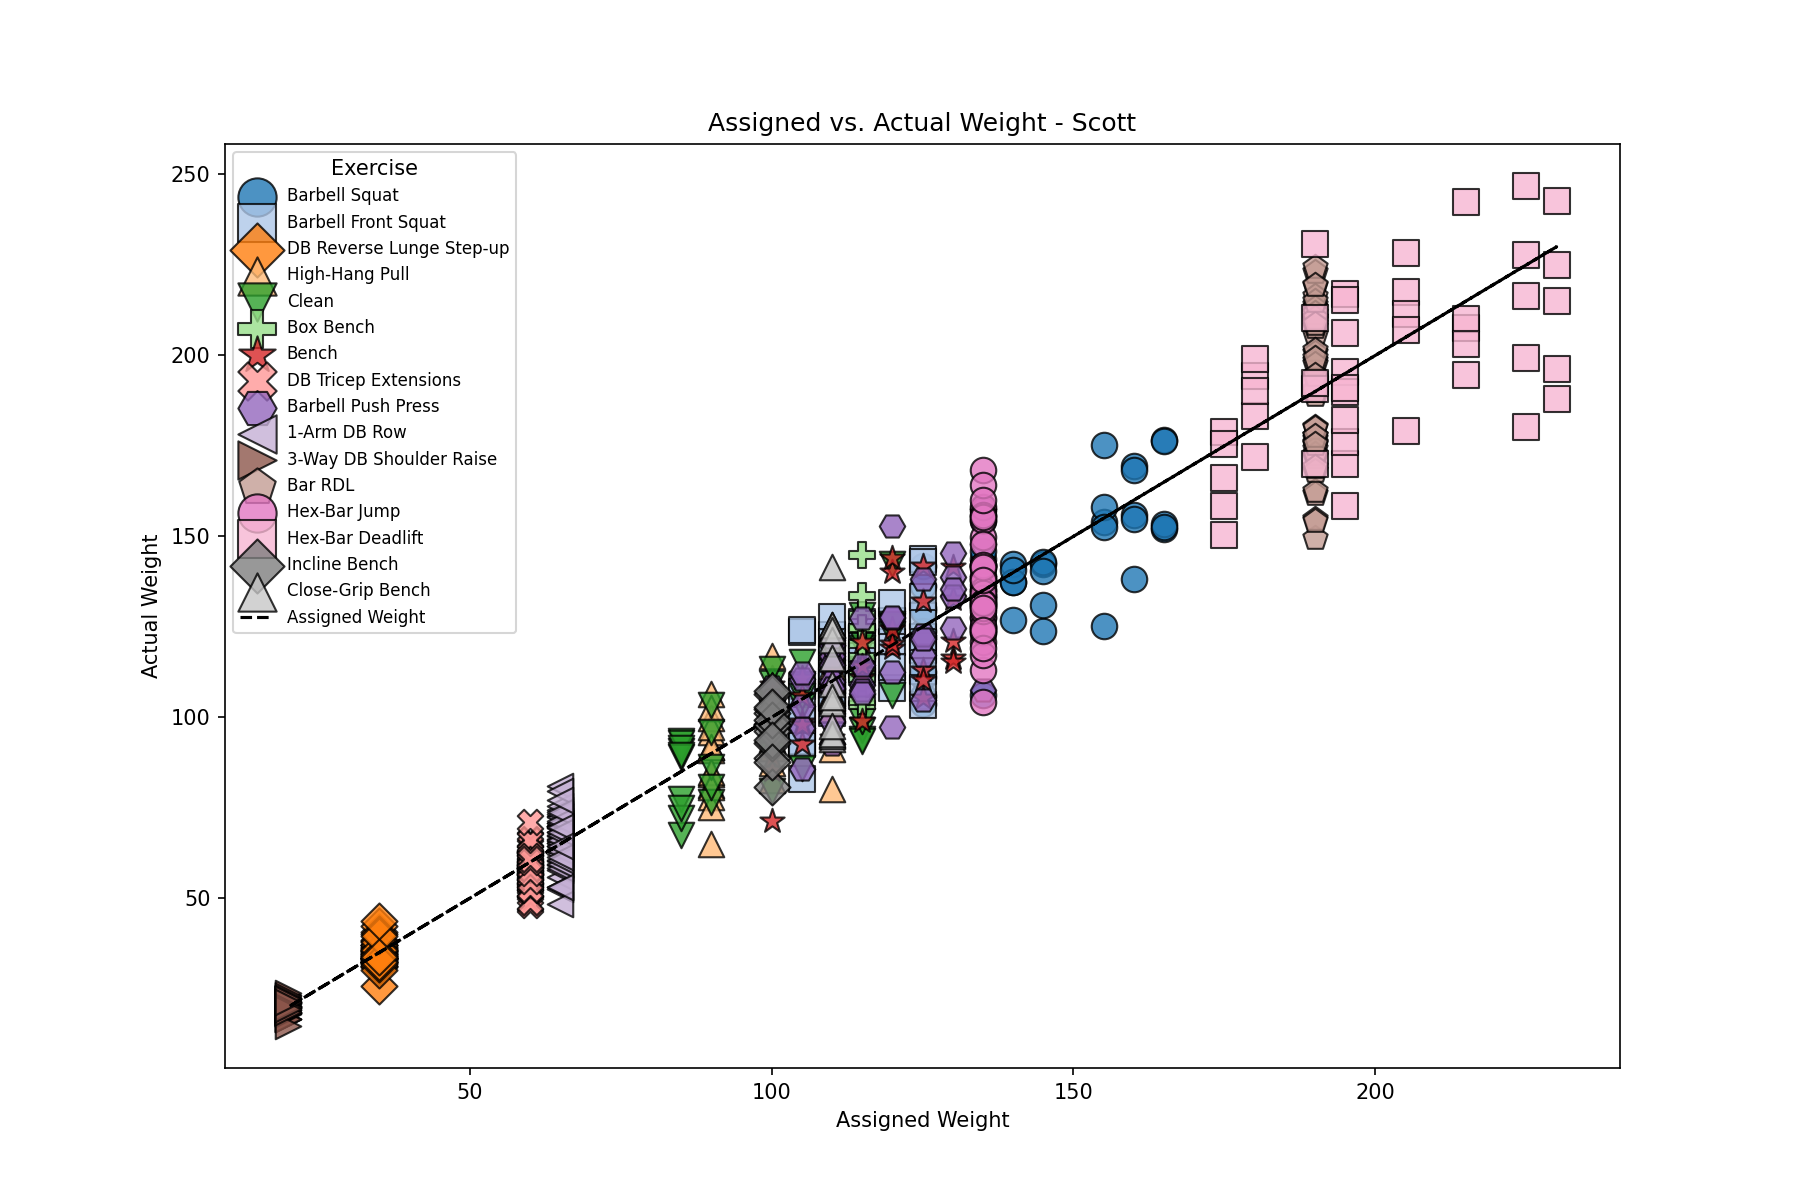 Assigned vs. Actual Weight - Scott
Exercise
Barbell Squat
Barbell Front Squat
DB Reverse Lunge Step-up
High-Hang Pull
Clean
Box Bench
Bench
DB Tricep Extensions
Barbell Push Press
1-Arm DB Row
3-Way DB Shoulder Raise
Bar RDL
Hex-Bar Jump
Hex-Bar Deadlift
Incline Bench
Close-Grip Bench
Assigned Weight
Actual Weight
250
200
150
100
50
50
100
150
200
Assigned Weight